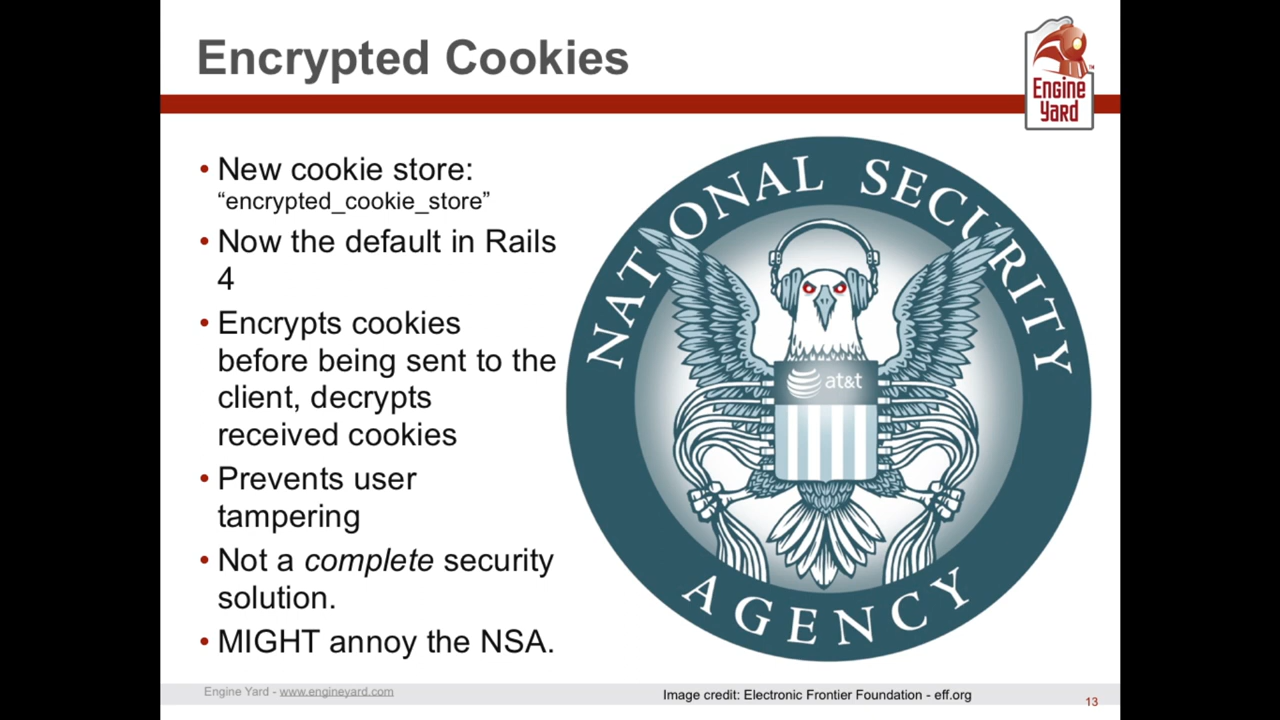 Encrypted Cookies
Engine
Yard
™
• New cookie store:
“encrypted_cookie_store”
• Now the default in Rails
4
• Encrypts cookies
before being sent to the
client, decrypts
received cookies
• Prevents user
tampering
• Not a complete security
solution.
• MIGHT annoy the NSA.
NATIONAL SECURITY
at&t
AGENCY
Engine Yard - www.engineyard.com
Image credit: Electronic Frontier Foundation - eff.org
13